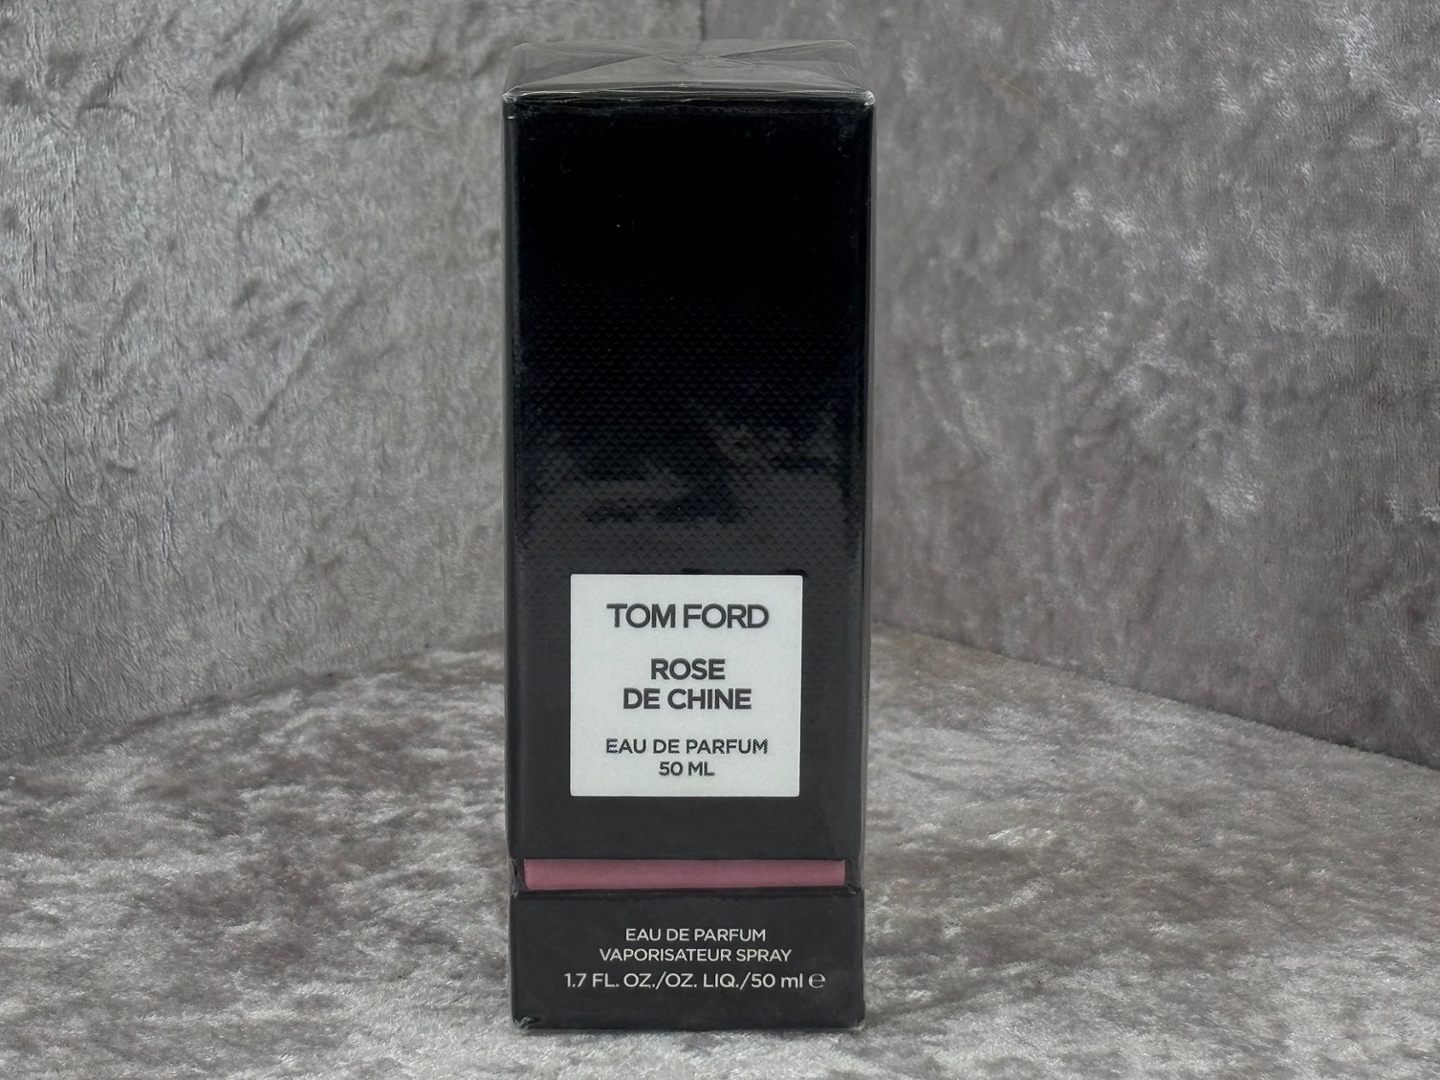 TOM FORD
ROSE
DE CHINE
EAU DE PARFUM
50 ML
EAU DE PARFUM
VAPORISATEUR SPRAY
1.7 FL. OZ./OZ. LIQ./50 ml ℮